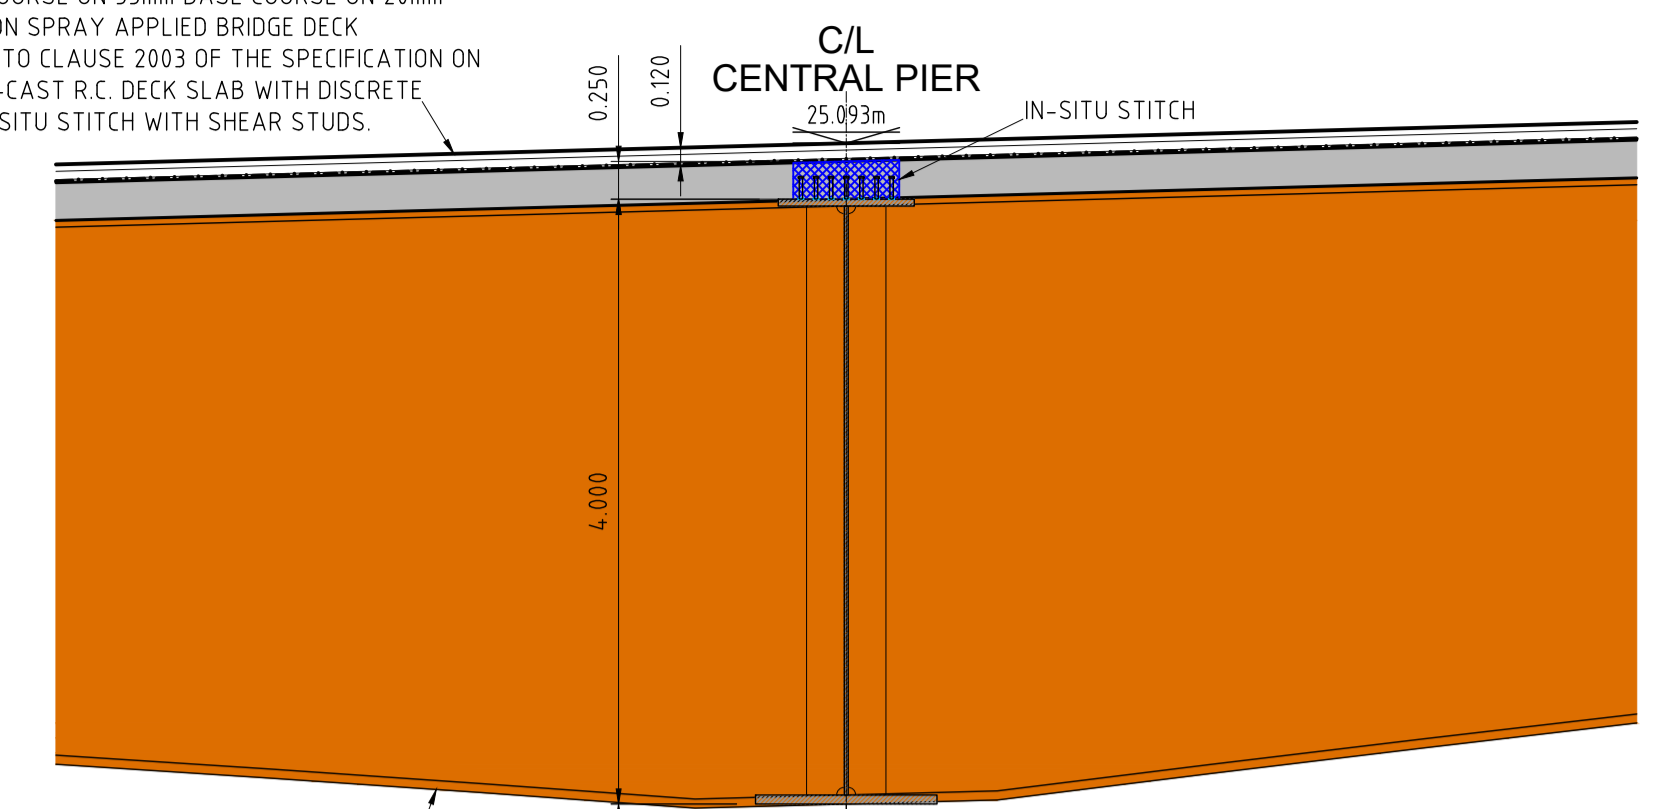 ON SPRAY APPLIED BRIDGE DECK
TO CLAUSE 2003 OF THE SPECIFICATION ON
-CAST R.C. DECK SLAB WITH DISCRETE
SITU STITCH WITH SHEAR STUDS.
0.250
0.120
C/L
CENTRAL PIER
25.093m
IN-SITU STITCH
4.000